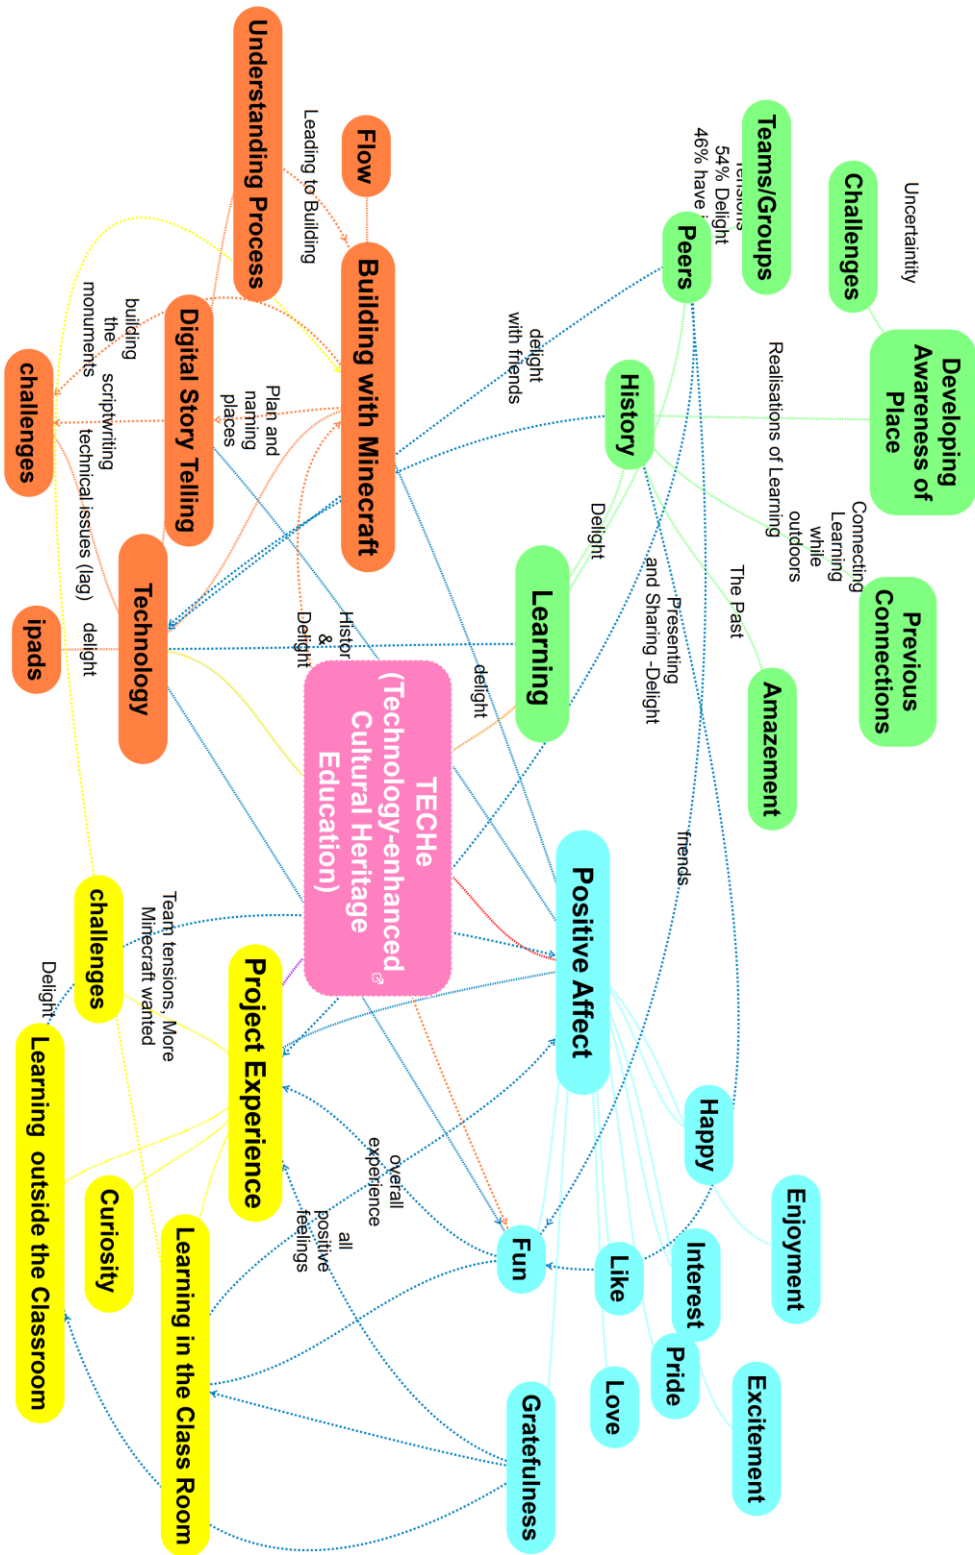 Uncertaintity
Developing
Awareness of
Place
Previous
Connections
Challenges
Connecting
Learning
while
outdoors
Enjoyment
Realisations of Learning
Amazement
Teams/Groups
54% Delight
46% have
Excitement
The Past
Happy
Interest
Peers
friends
Pride
Presenting
and Sharing -Delight
History
Like
Love
Delight
Positive Affect
Learning
delight
with friends
Gratefulness
Fun
delight
TECHe
(Technology-enhanced
Cultural Heritage
Education)
overall
experience
Flow
Building with Minecraft
Histor
&
Delight
all
positive
feelings
Leading to Building
Understanding Process
Plan and
naming
places
Project Experience
Digital Story Telling
Learning in the Class Room
Team tensions, More
Minecraft wanted
Technology
building
the
monuments
scriptwriting
technical issues (lag)
delight
challenges
Curiosity
Delight
Learning outside the Classroom
challenges
ipads